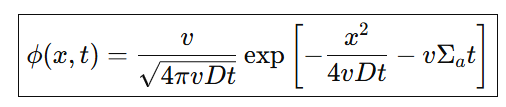 ϕ(x, t) = v / √(4πvDt) exp [ − x² / 4vDt − vΣₐt ]